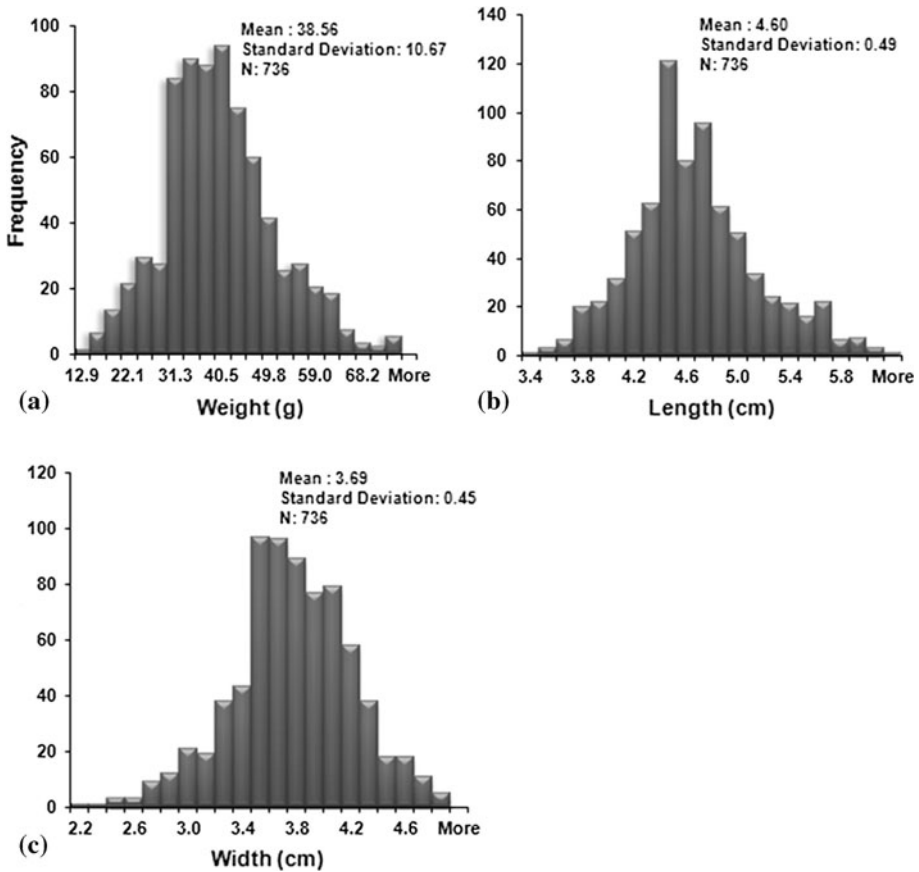 Mean : 38.56
Standard Deviation: 10.67
N: 736
100
80
60
40
20
0
Frequency
12.9 22.1 31.3 40.5 49.8 59.0 68.2 More
(a) Weight (g)
Mean : 4.60
Standard Deviation: 0.49
N: 736
140
120
100
80
60
40
20
0
3.4 3.8 4.2 4.6 5.0 5.4 5.8 More
(b) Length (cm)
Mean : 3.69
Standard Deviation: 0.45
N: 736
120
100
80
60
40
20
0
2.2 2.6 3.0 3.4 3.8 4.2 4.6 More
(c) Width (cm)